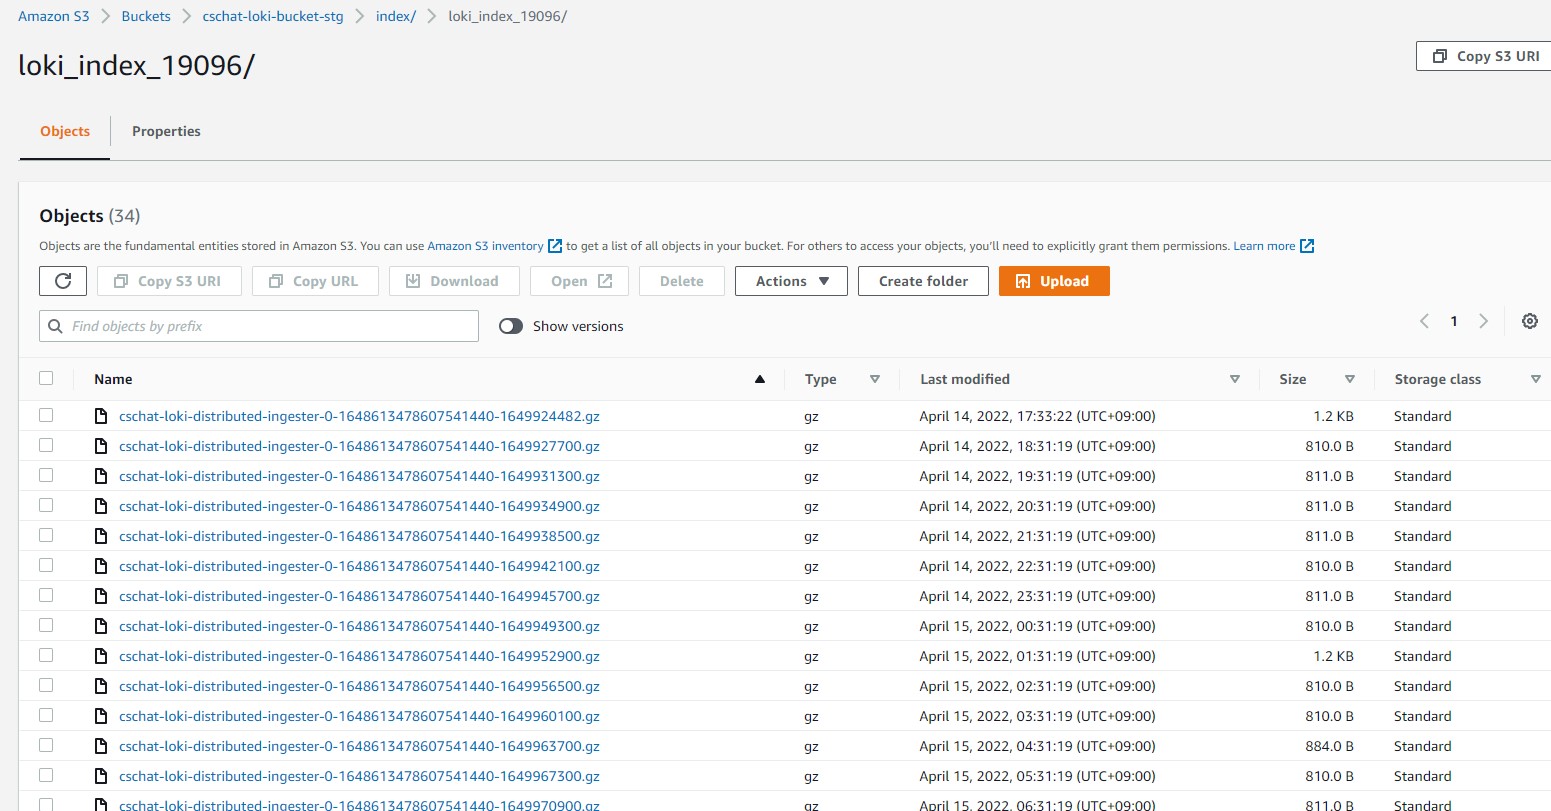 Amazon S3 > Buckets > cschat-loki-bucket-stg > index/ > loki_index_19096/
loki_index_19096/
Copy S3 URI
Objects Properties
Objects (34)
Objects are the fundamental entities stored in Amazon S3. You can use Amazon S3 inventory to get a list of all objects in your bucket. For others to access your objects, you'll need to explicitly grant them permissions. Learn more
Copy S3 URI Copy URL Download Open Delete Actions Create folder Upload
Find objects by prefix Show versions 1
Name Type Last modified Size Storage class
cschat-loki-distributed-ingester-0-1648613478607541440-1649924482.gz gz April 14, 2022, 17:33:22 (UTC+09:00) 1.2 KB Standard
cschat-loki-distributed-ingester-0-1648613478607541440-1649927700.gz gz April 14, 2022, 18:31:19 (UTC+09:00) 810.0 B Standard
cschat-loki-distributed-ingester-0-1648613478607541440-1649931300.gz gz April 14, 2022, 19:31:19 (UTC+09:00) 811.0 B Standard
cschat-loki-distributed-ingester-0-1648613478607541440-1649934900.gz gz April 14, 2022, 20:31:19 (UTC+09:00) 811.0 B Standard
cschat-loki-distributed-ingester-0-1648613478607541440-1649938500.gz gz April 14, 2022, 21:31:19 (UTC+09:00) 811.0 B Standard
cschat-loki-distributed-ingester-0-1648613478607541440-1649942100.gz gz April 14, 2022, 22:31:19 (UTC+09:00) 810.0 B Standard
cschat-loki-distributed-ingester-0-1648613478607541440-1649945700.gz gz April 14, 2022, 23:31:19 (UTC+09:00) 811.0 B Standard
cschat-loki-distributed-ingester-0-1648613478607541440-1649949300.gz gz April 15, 2022, 00:31:19 (UTC+09:00) 810.0 B Standard
cschat-loki-distributed-ingester-0-1648613478607541440-1649952900.gz gz April 15, 2022, 01:31:19 (UTC+09:00) 1.2 KB Standard
cschat-loki-distributed-ingester-0-1648613478607541440-1649956500.gz gz April 15, 2022, 02:31:19 (UTC+09:00) 810.0 B Standard
cschat-loki-distributed-ingester-0-1648613478607541440-1649960100.gz gz April 15, 2022, 03:31:19 (UTC+09:00) 810.0 B Standard
cschat-loki-distributed-ingester-0-1648613478607541440-1649963700.gz gz April 15, 2022, 04:31:19 (UTC+09:00) 884.0 B Standard
cschat-loki-distributed-ingester-0-1648613478607541440-1649967300.gz gz April 15, 2022, 05:31:19 (UTC+09:00) 810.0 B Standard
cschat-loki-distributed-ingester-0-1648613478607541440-1649970900.gz gz April 15, 2022, 06:31:19 (UTC+09:00) 811.0 B Standard